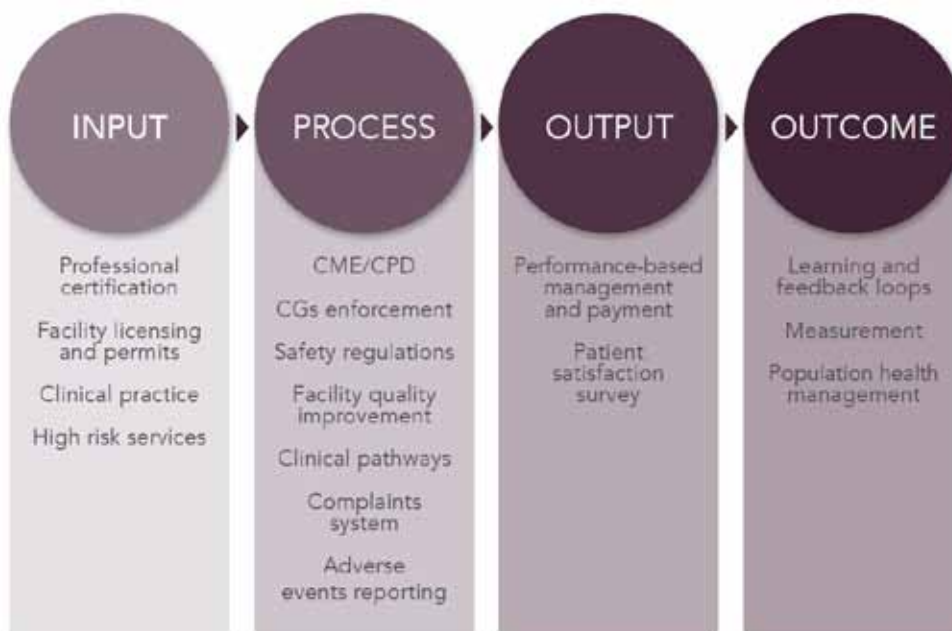 INPUT
PROCESS
OUTPUT
OUTCOME
Professional
certification
Facility licensing
and permits
Clinical practice
High risk services
CME/CPD
CGs enforcement
Safety regulations
Facility quality
improvement
Clinical pathways
Complaints
system
Adverse
events reporting
Performance-based
management
and payment
Patient
satisfaction
survey
Learning and
feedback loops
Measurement
Population health
management